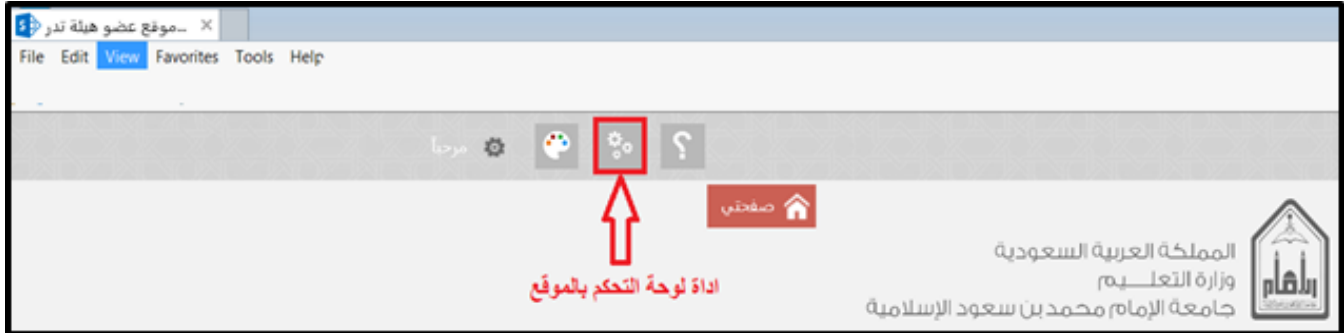 موقع عضو هيئة تدر...
File Edit View Favorites Tools Help
مرحباً
؟
صفحتي
اداة لوحة التحكم بالموقع
المملكة العربية السعودية
وزارة التعلـــيم
جامعة الإمام محمد بن سعود الإسلامية